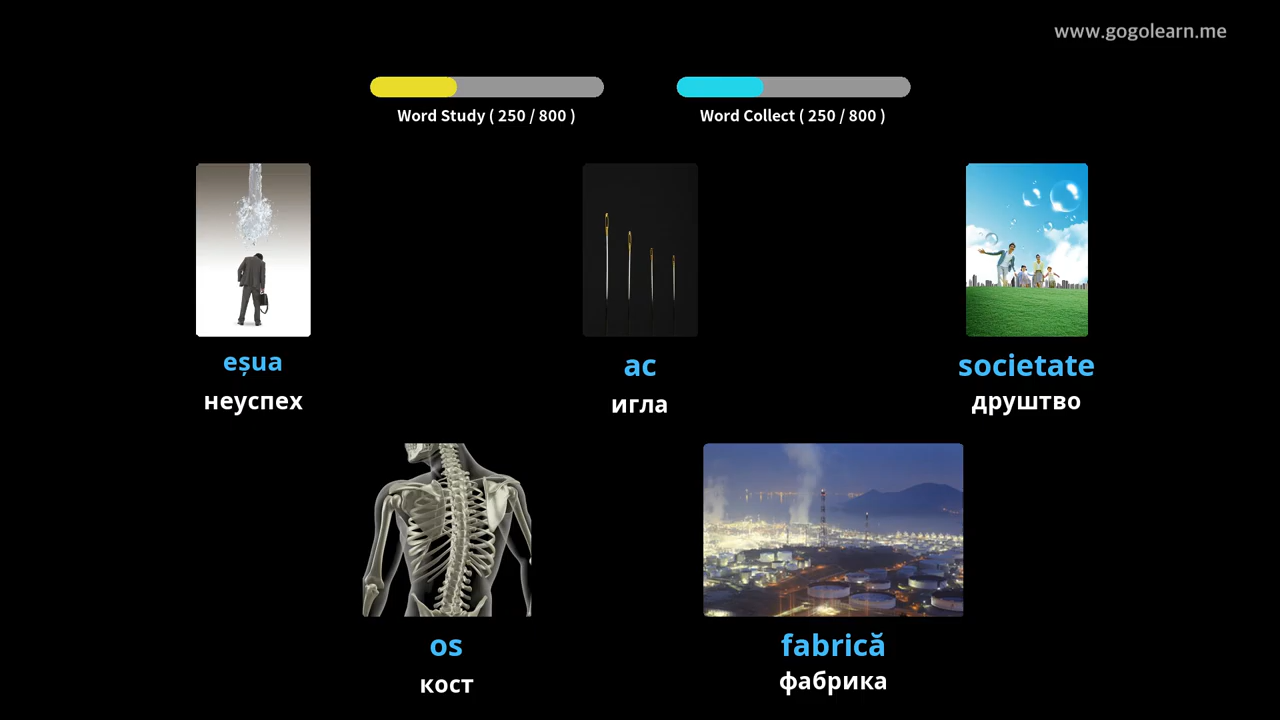 www.gogolearn.me
Word Study ( 250 / 800 )
Word Collect ( 250 / 800 )
eșua
неуспех
ac
игла
societate
друштво
os
кост
fabrică
фабрика